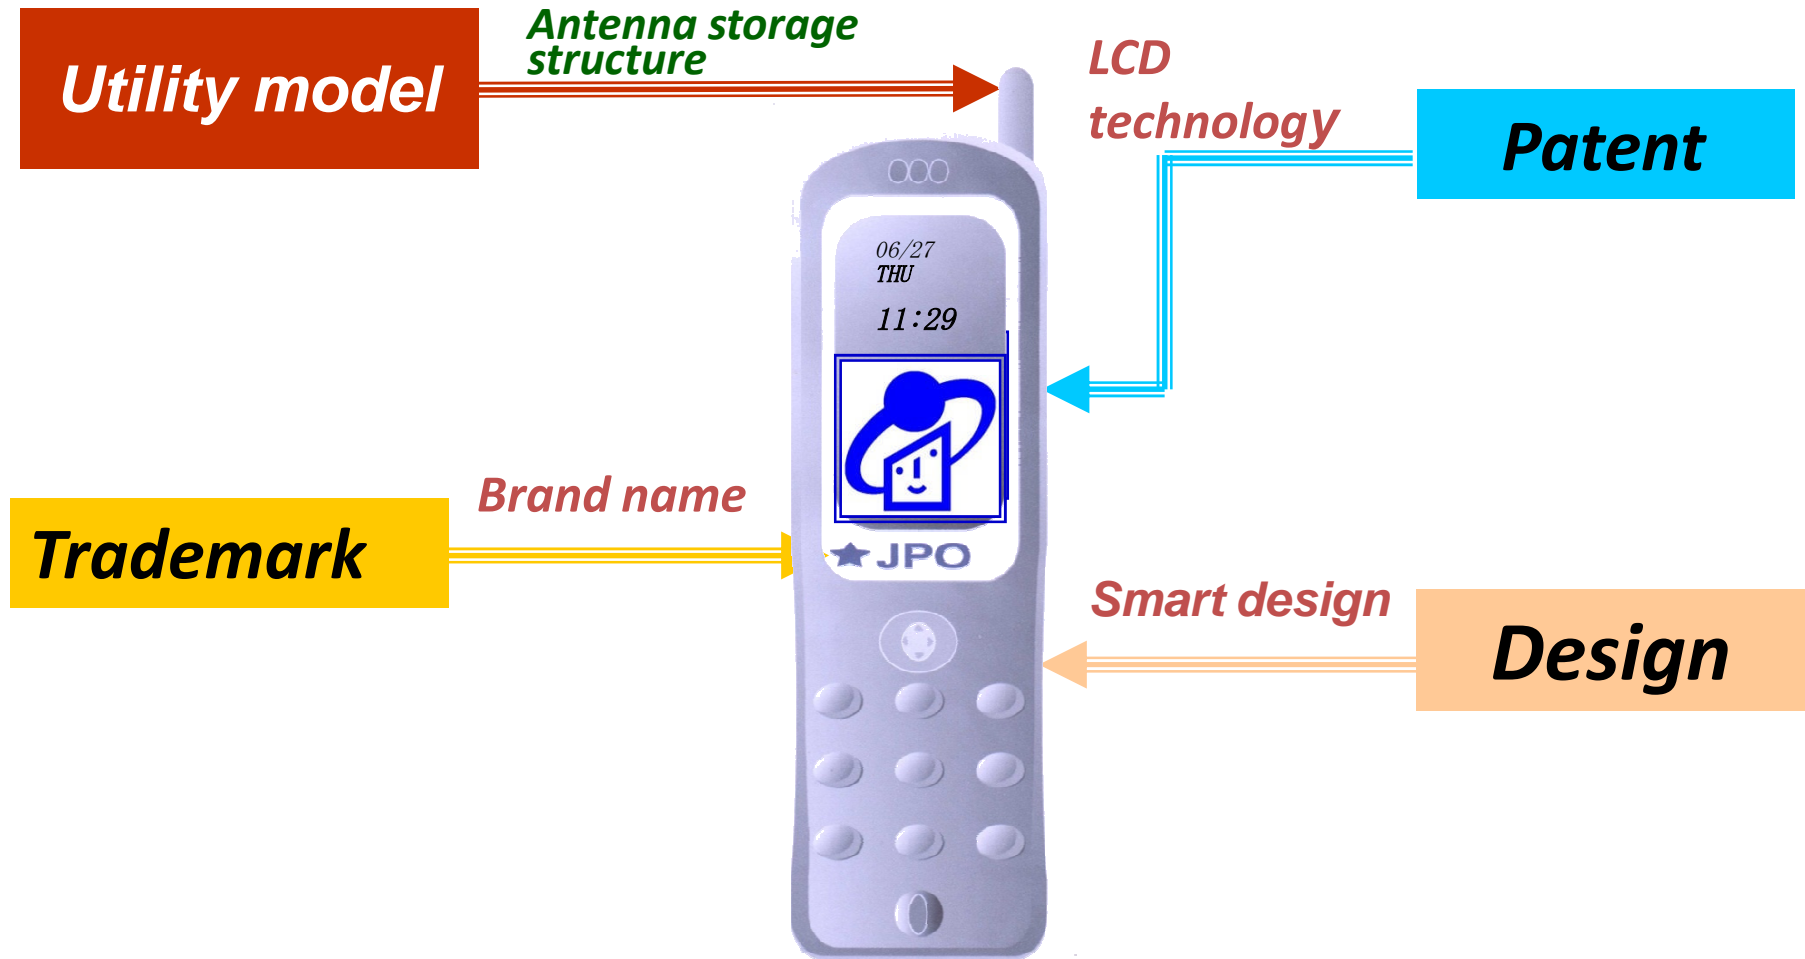 Antenna storage
structure
Utility model
LCD
technology
Patent
06/27
THU
11:29
Brand name
Trademark
JPO
Smart design
Design